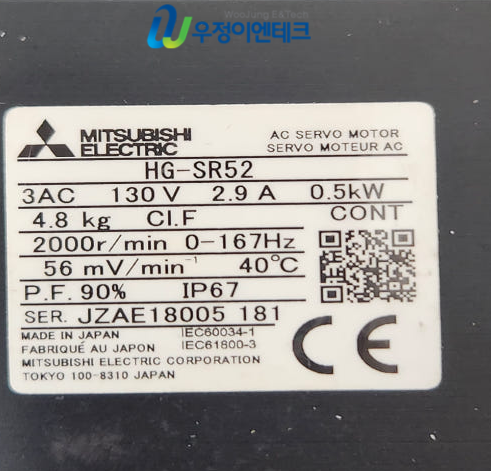 WooJung E&Tech
우정이엔테크
MITSUBISHI
ELECTRIC
AC SERVO MOTOR
SERVO MOTEUR AC
HG-SR52
3AC 130 V 2.9 A 0.5kW
4.8 kg Cl.F CONT
2000r/min 0-167Hz
56 mV/min⁻¹ 40℃
P.F. 90% IP67
SER. JZAE18005 181
MADE IN JAPAN IEC60034-1
FABRIQUÉ AU JAPON IEC61800-3
MITSUBISHI ELECTRIC CORPORATION
TOKYO 100-8310 JAPAN
CE